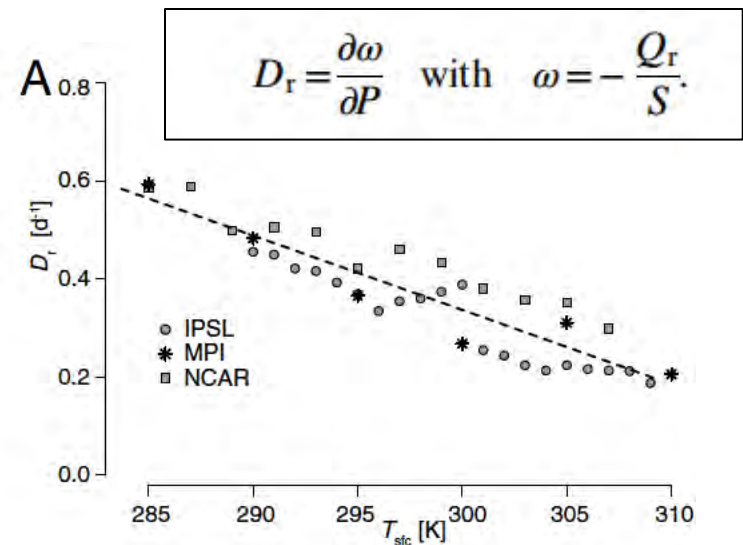 A
D_r = ∂ω/∂P with ω = − Q_r/S.
0.8
0.6
0.4
0.2
0.0
D_r [d⁻¹]
IPSL
MPI
NCAR
285 290 295 300 305 310
T_sfc [K]